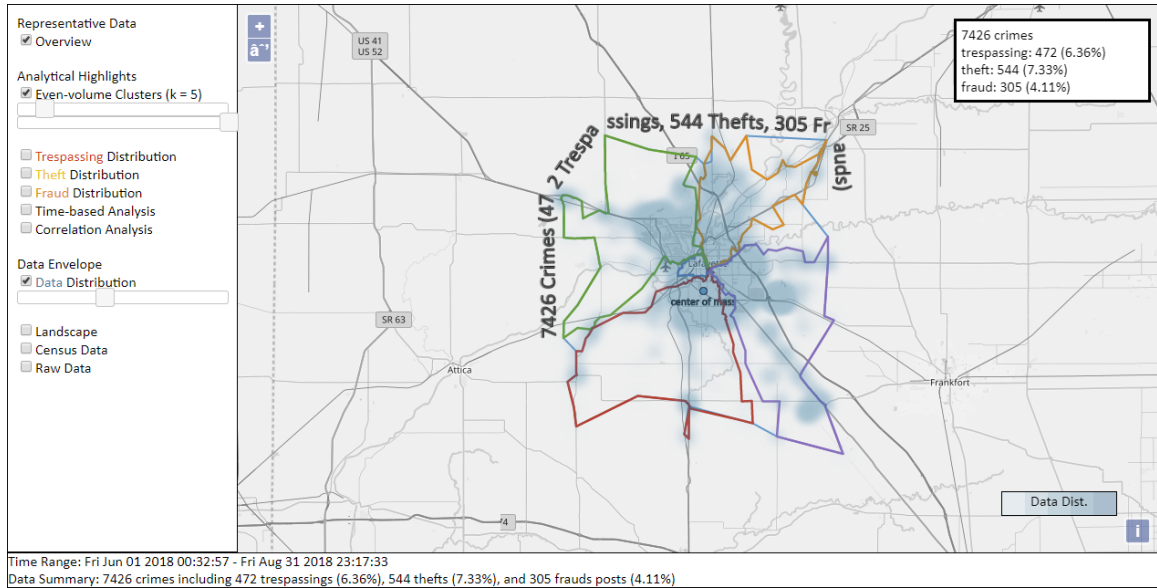 Representative Data
Overview
Analytical Highlights
Even-volume Clusters (k = 5)
Trespassing Distribution
Theft Distribution
Fraud Distribution
Time-based Analysis
Correlation Analysis
Data Envelope
Data Distribution
Landscape
Census Data
Raw Data
+
âˆ’
US 41
US 52
7426 crimes
trespassing: 472 (6.36%)
theft: 544 (7.33%)
fraud: 305 (4.11%)
7426 Crimes (47 2 Trespa ssings, 544 Thefts, 305 Fr auds)
SR 25
I 65
center of mass
SR 63
Attica
Frankfort
74
Data Dist.
i
Time Range: Fri Jun 01 2018 00:32:57 - Fri Aug 31 2018 23:17:33
Data Summary: 7426 crimes including 472 trespassings (6.36%), 544 thefts (7.33%), and 305 frauds posts (4.11%)